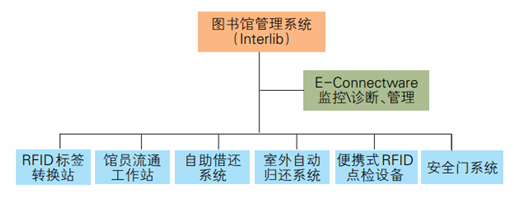 图书馆管理系统
(Interlib)
E-Connectware
监控\诊断、管理
RFID标签
转换站
馆员流通
工作站
自助借还
系统
室外自动
归还系统
便携式RFID
点检设备
安全门系统